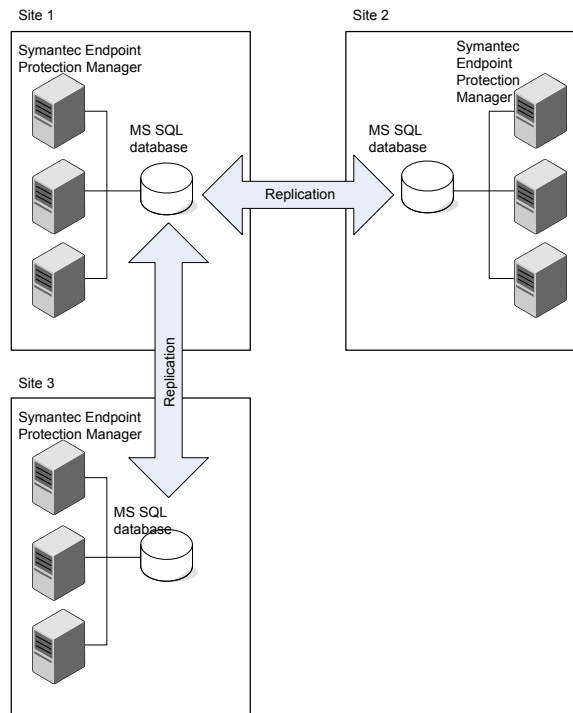 Site 1
Symantec Endpoint
Protection Manager
MS SQL
database
Site 2
Symantec
Endpoint
Protection
Manager
MS SQL
database
Replication
Replication
Site 3
Symantec Endpoint
Protection Manager
MS SQL
database